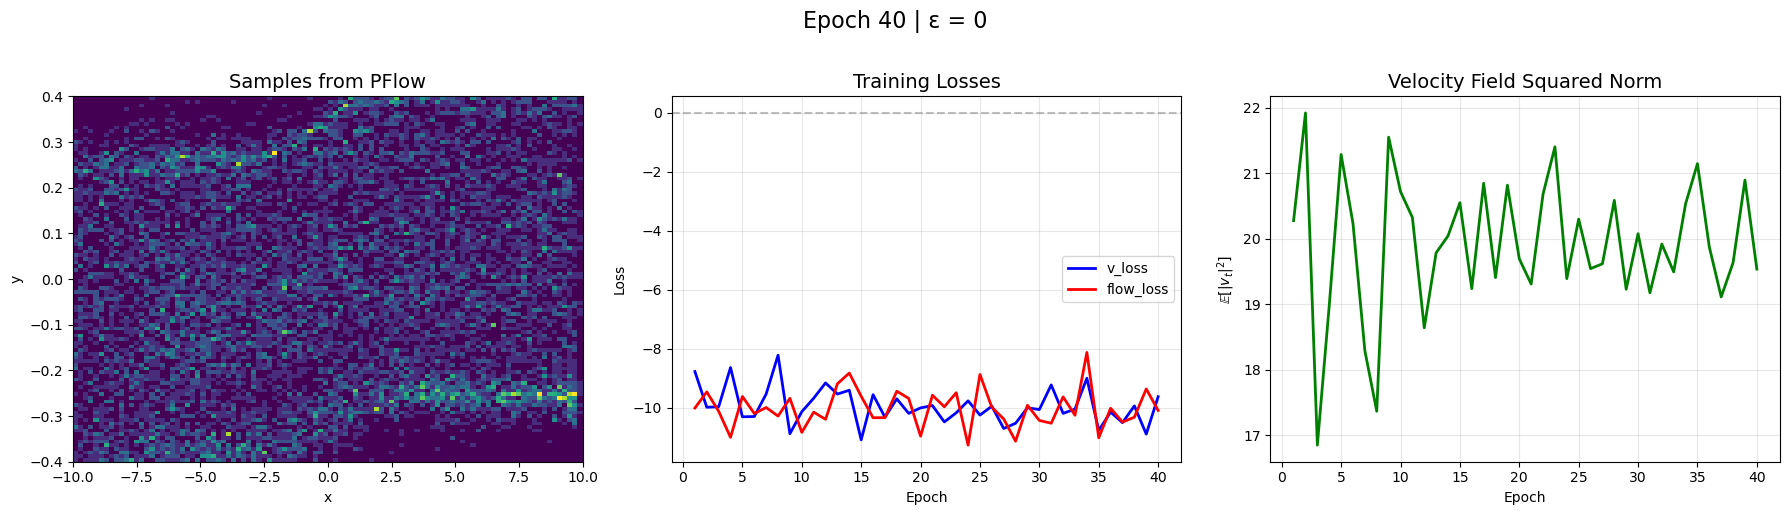 Epoch 40 | ε = 0
Samples from PFlow
0.4
0.3
0.2
0.1
0.0
−0.1
−0.2
−0.3
−0.4
y
−10.0 −7.5 −5.0 −2.5 0.0 2.5 5.0 7.5 10.0
x
Training Losses
0
−2
−4
−6
−8
−10
Loss
v_loss
flow_loss
0 5 10 15 20 25 30 35 40
Epoch
Velocity Field Squared Norm
22
21
20
19
18
17
𝔼[|v_t|²]
0 5 10 15 20 25 30 35 40
Epoch